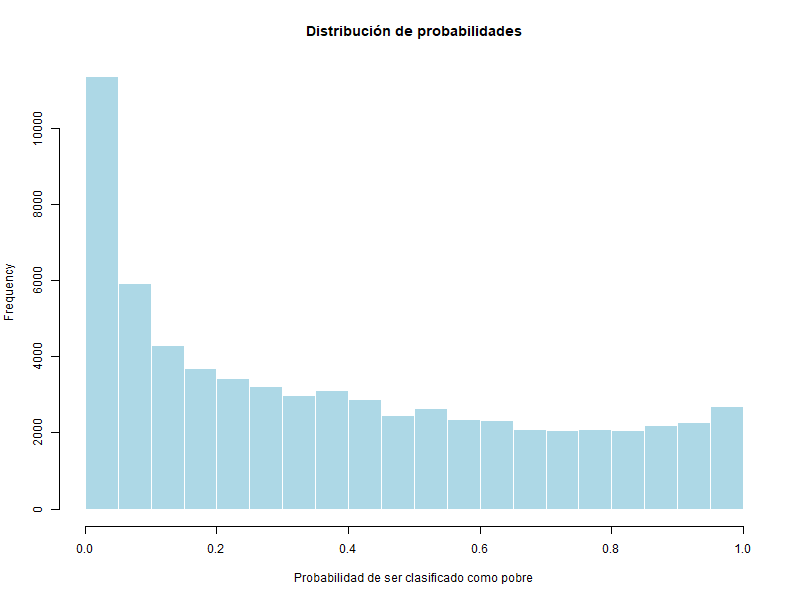 Distribución de probabilidades
Frequency
10000
8000
6000
4000
2000
0
0.0 0.2 0.4 0.6 0.8 1.0
Probabilidad de ser clasificado como pobre